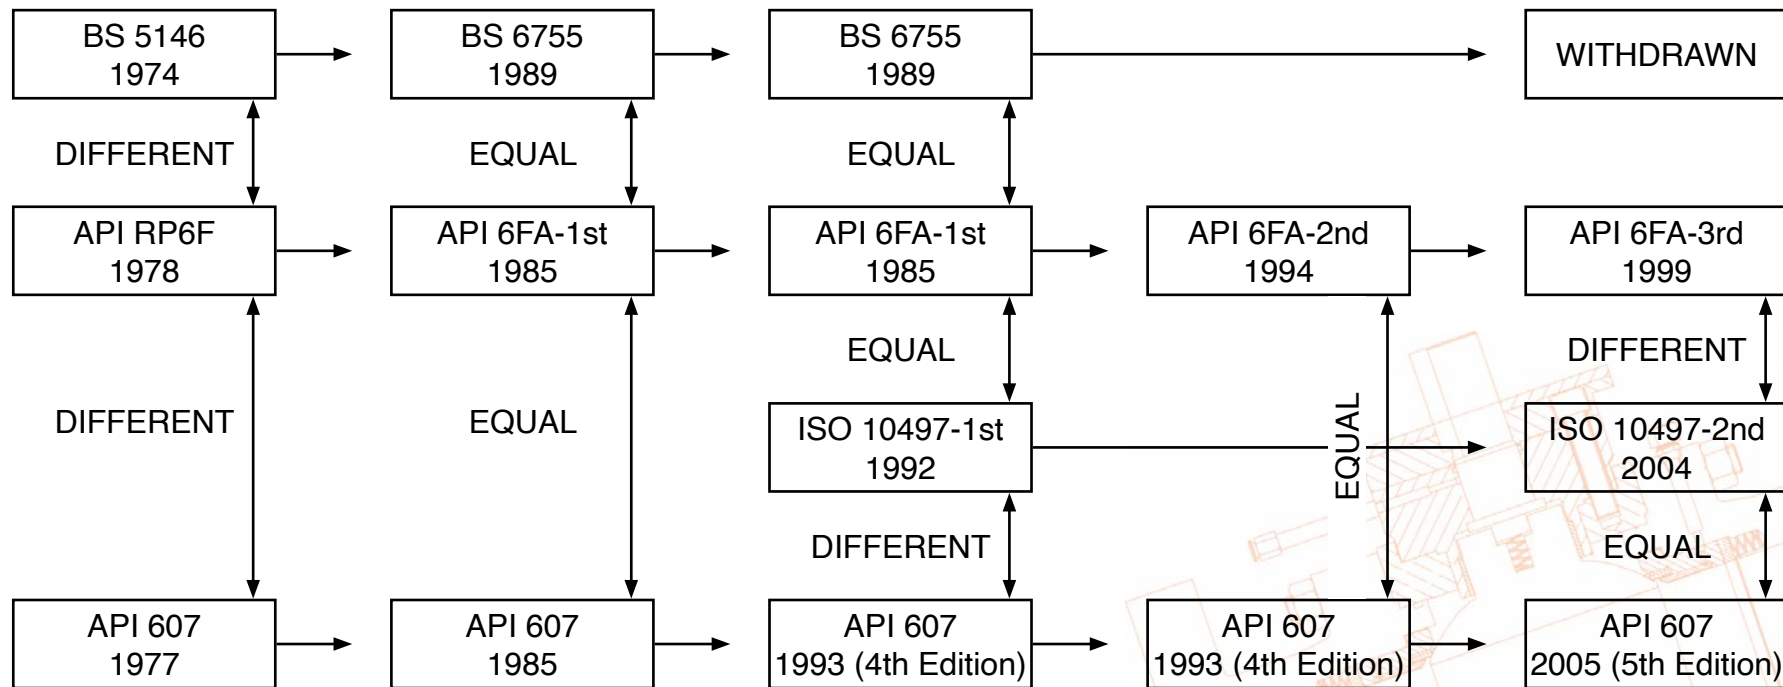 BS 5146
1974
BS 6755
1989
BS 6755
1989
WITHDRAWN
DIFFERENT
EQUAL
EQUAL
API RP6F
1978
API 6FA-1st
1985
API 6FA-1st
1985
API 6FA-2nd
1994
API 6FA-3rd
1999
DIFFERENT
EQUAL
EQUAL
EQUAL
DIFFERENT
ISO 10497-1st
1992
ISO 10497-2nd
2004
DIFFERENT
EQUAL
API 607
1977
API 607
1985
API 607
1993 (4th Edition)
API 607
1993 (4th Edition)
API 607
2005 (5th Edition)